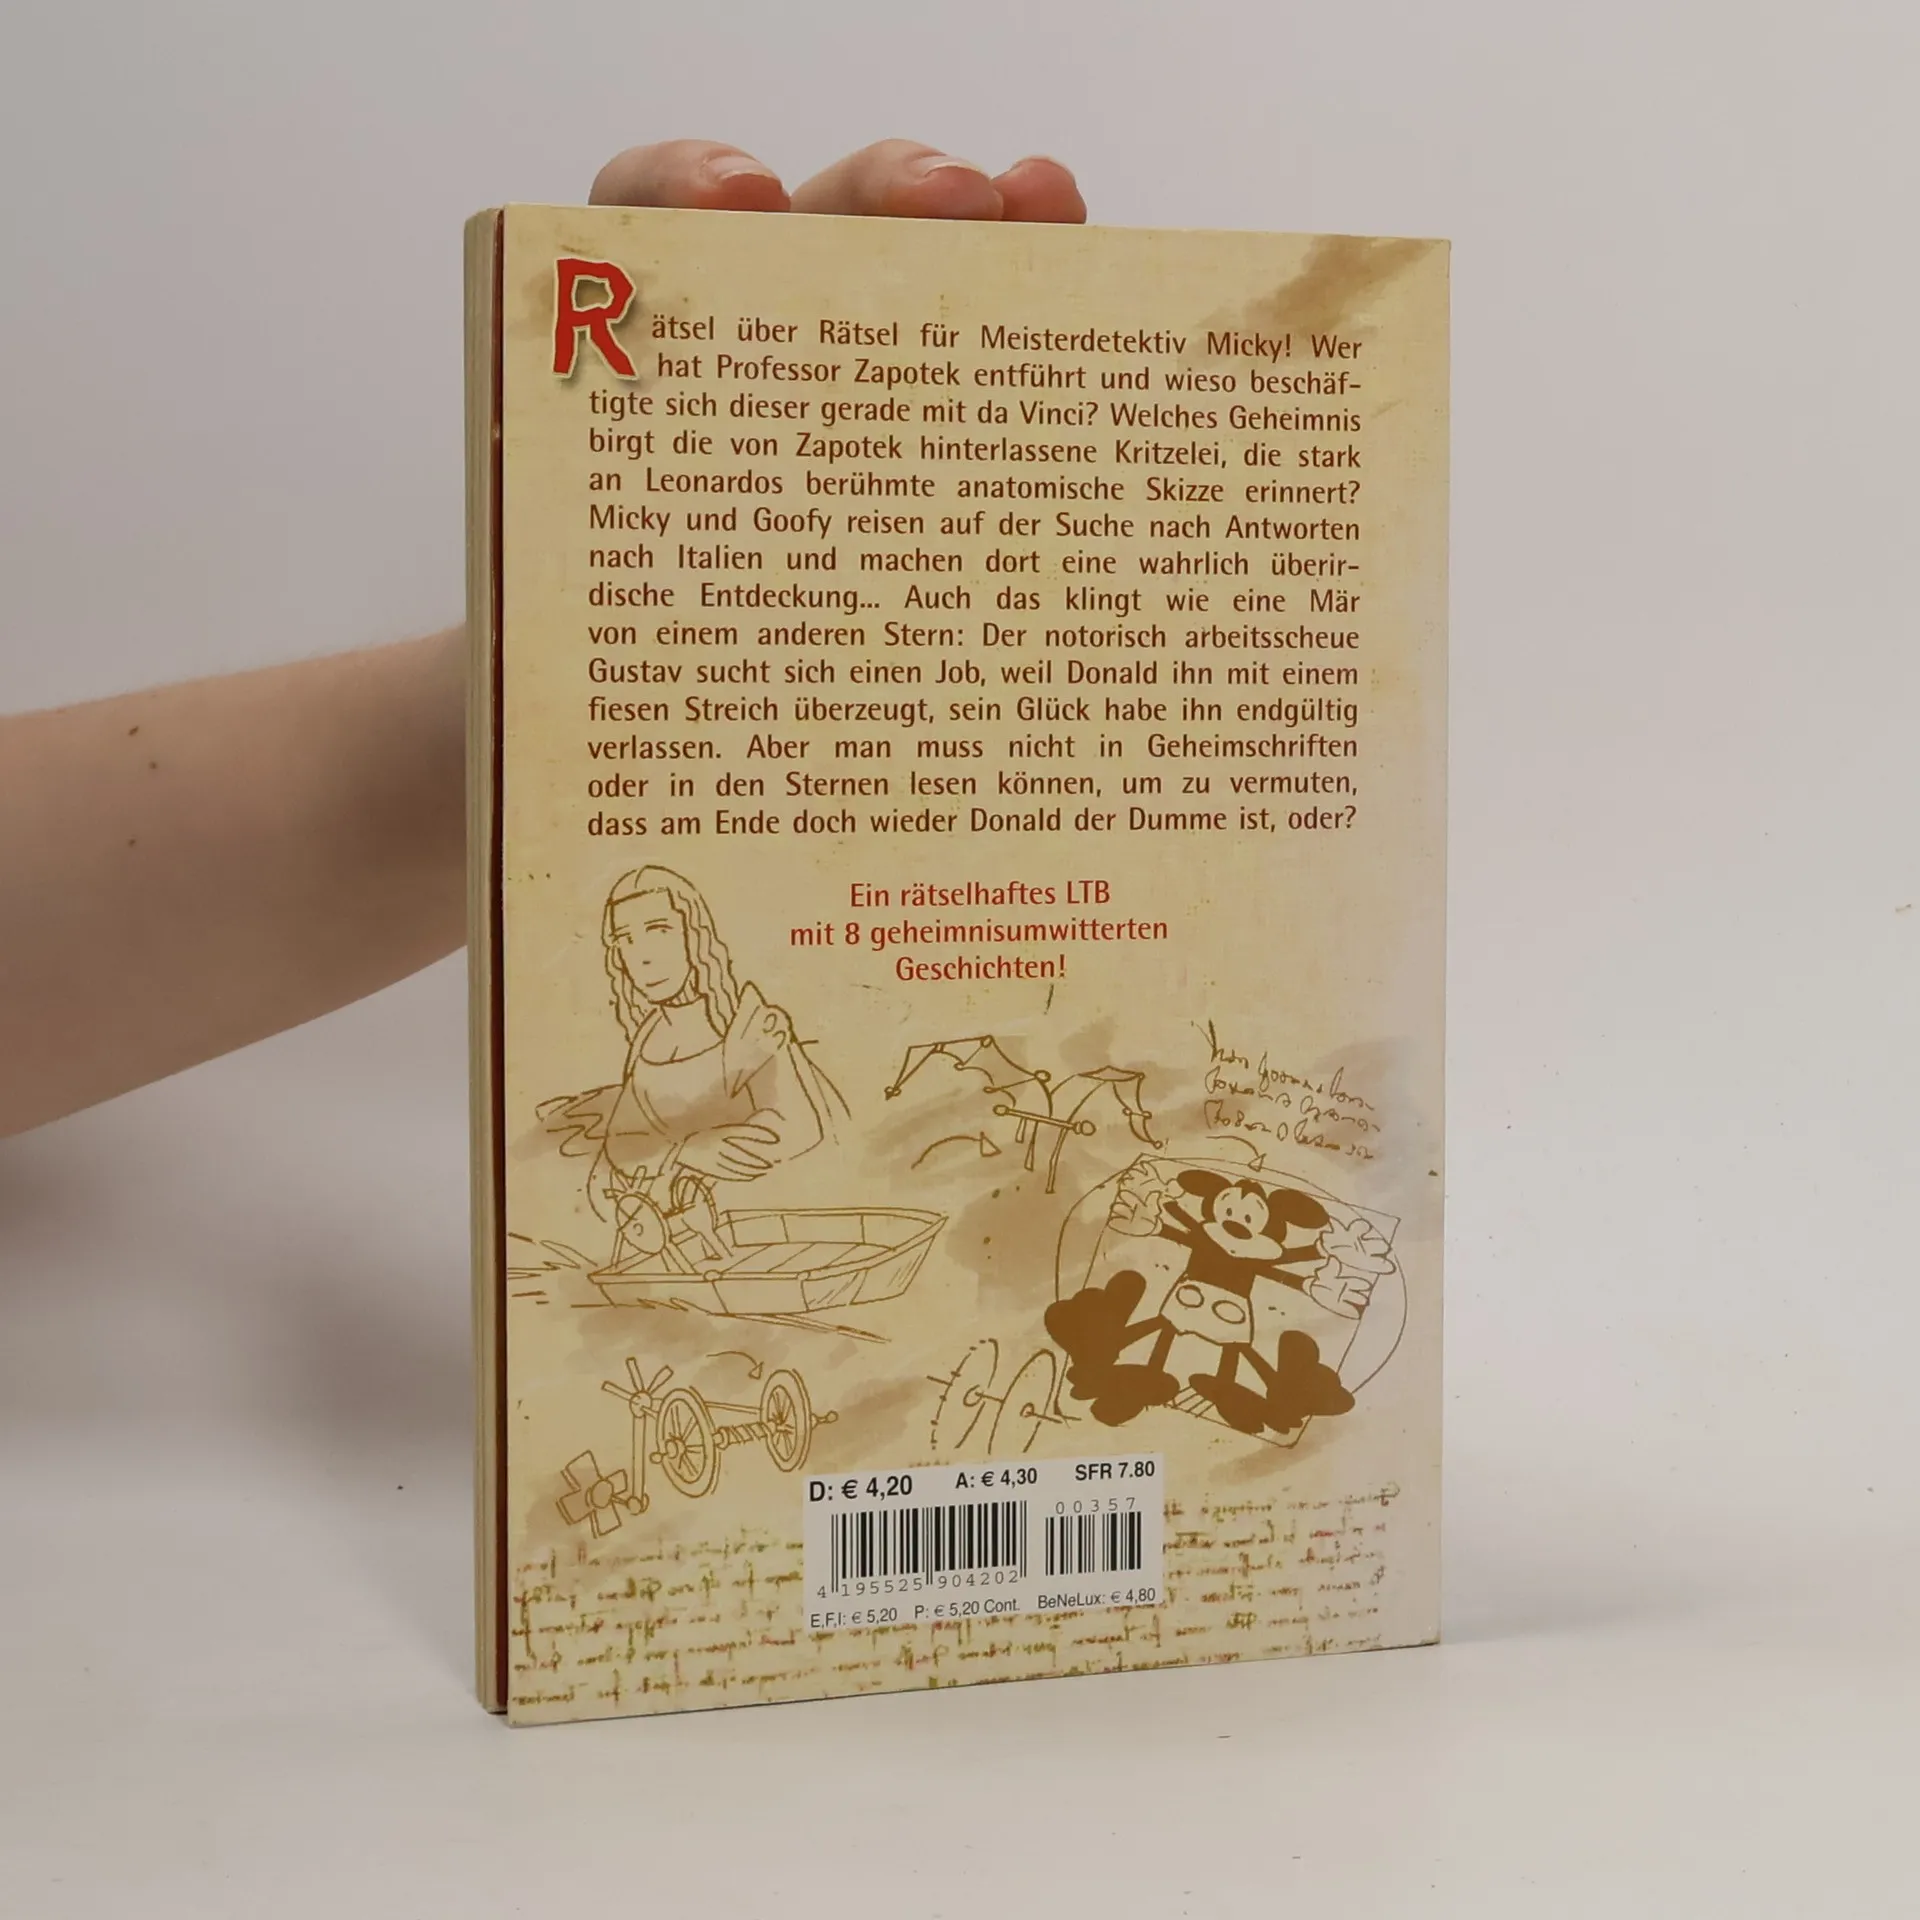 Rätsel über Rätsel für Meisterdetektiv Micky! Wer
hat Professor Zapotek entführt und wieso beschäf-
tigte sich dieser gerade mit da Vinci? Welches Geheimnis
birgt die von Zapotek hinterlassene Kritzelei, die stark
an Leonardos berühmte anatomische Skizze erinnert?
Micky und Goofy reisen auf der Suche nach Antworten
nach Italien und machen dort eine wahrlich überir-
dische Entdeckung... Auch das klingt wie eine Mär
von einem anderen Stern: Der notorisch arbeitsscheue
Gustav sucht sich einen Job, weil Donald ihn mit einem
fiesen Streich überzeugt, sein Glück habe ihn endgültig
verlassen. Aber man muss nicht in Geheimschriften
oder in den Sternen lesen können, um zu vermuten,
dass am Ende doch wieder Donald der Dumme ist, oder?
Ein rätselhaftes LTB
mit 8 geheimnisumwitterten
Geschichten!
D: € 4,20 A: € 4,30 SFR 7.80
00357
4 195525 904202
E,F,I: € 5,20 P: € 5,20 Cont. BeNeLux: € 4,80